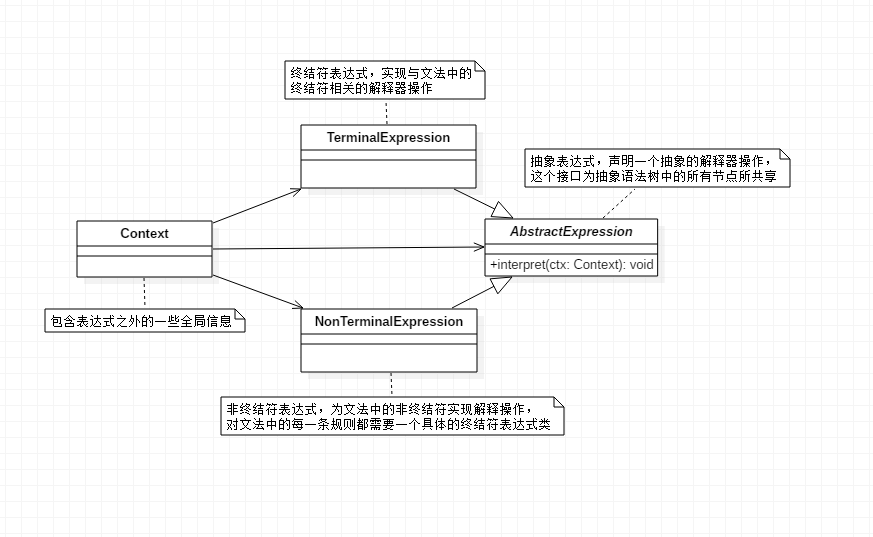 终结符表达式，实现与文法中的
终结符相关的解释器操作
TerminalExpression
抽象表达式，声明一个抽象的解释器操作，
这个接口为抽象语法树中的所有节点所共享
Context
AbstractExpression
+interpret(ctx: Context): void
包含表达式之外的一些全局信息
NonTerminalExpression
非终结符表达式，为文法中的非终结符实现解释操作，
对文法中的每一条规则都需要一个具体的终结符表达式类